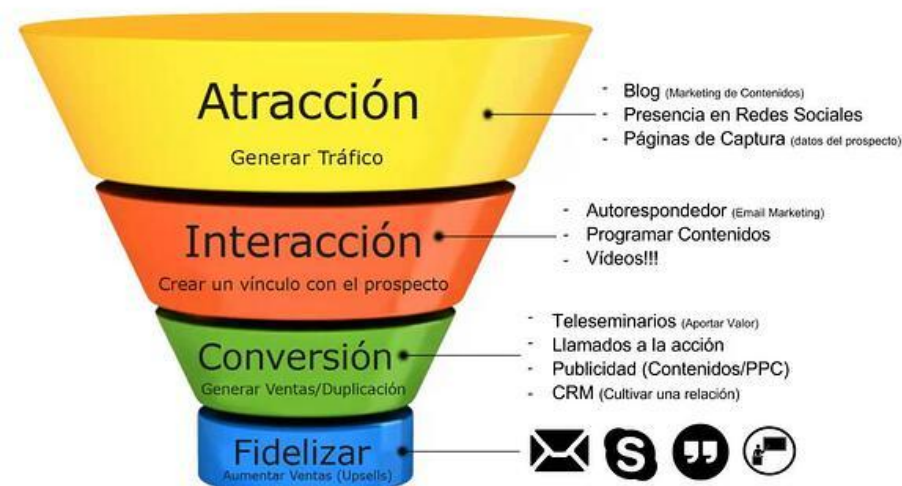 Atracción
Generar Tráfico
- Blog (Marketing de Contenidos)
- Presencia en Redes Sociales
- Páginas de Captura (datos del prospecto)
Interacción
Crear un vínculo con el prospecto
- Autorespondedor (Email Marketing)
- Programar Contenidos
- Vídeos!!!
Conversión
Generar Ventas/Duplicación
- Teleseminarios (Aportar Valor)
- Llamados a la acción
- Publicidad (Contenidos/PPC)
- CRM (Cultivar una relación)
Fidelizar
Aumentar Ventas (Upsells)